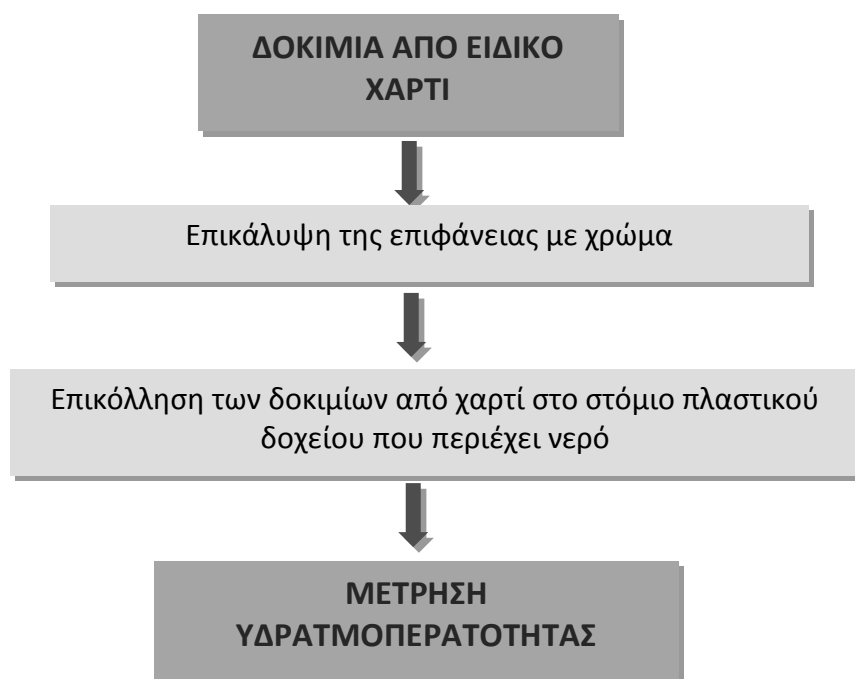 ΔΟΚΙΜΙΑ ΑΠΟ ΕΙΔΙΚΟ
ΧΑΡΤΙ
Επικάλυψη της επιφάνειας με χρώμα
Επικόλληση των δοκιμίων από χαρτί στο στόμιο πλαστικού
δοχείου που περιέχει νερό
ΜΕΤΡΗΣΗ
ΥΔΡΑΤΜΟΠΕΡΑΤΟΤΗΤΑΣ